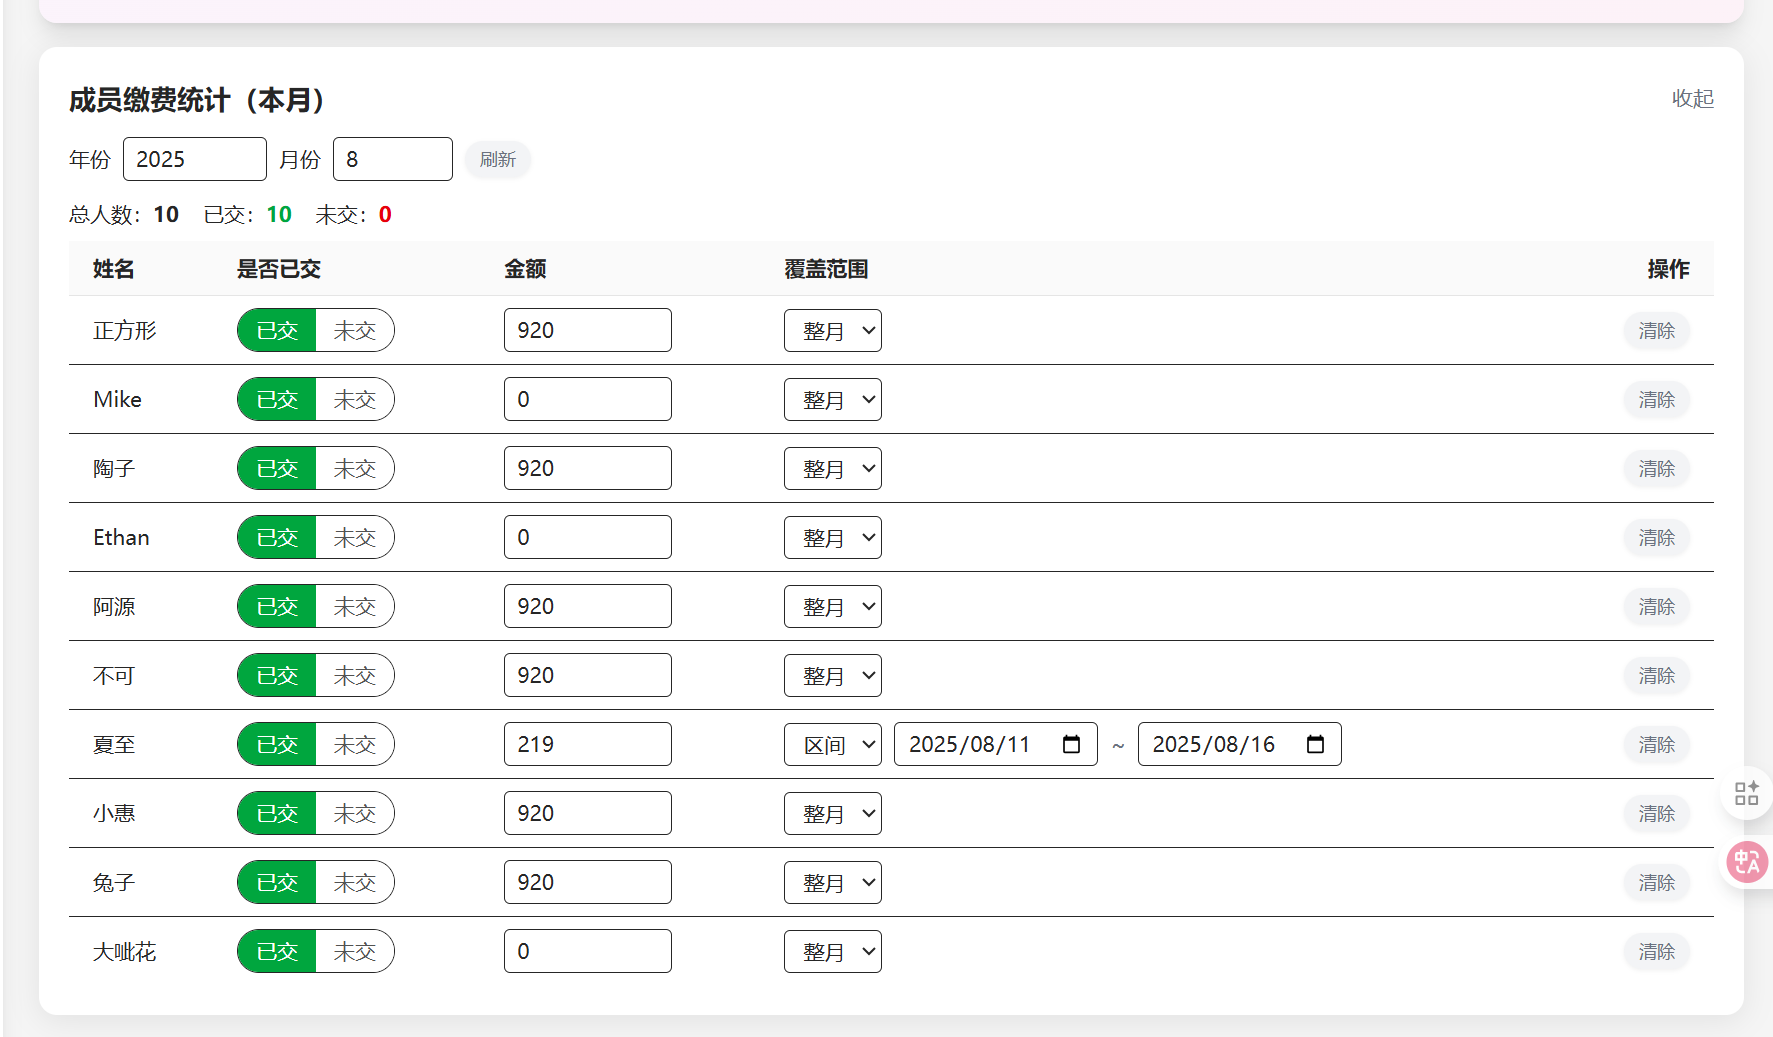 成员缴费统计（本月）
收起
年份 2025 月份 8 刷新
总人数：10 已交：10 未交：0
姓名 是否已交 金额 覆盖范围 操作
正方形 已交 未交 920 整月 清除
Mike 已交 未交 0 整月 清除
陶子 已交 未交 920 整月 清除
Ethan 已交 未交 0 整月 清除
阿源 已交 未交 920 整月 清除
不可 已交 未交 920 整月 清除
夏至 已交 未交 219 区间 2025/08/11 ~ 2025/08/16 清除
小惠 已交 未交 920 整月 清除
兔子 已交 未交 920 整月 清除
大呲花 已交 未交 0 整月 清除
中 A